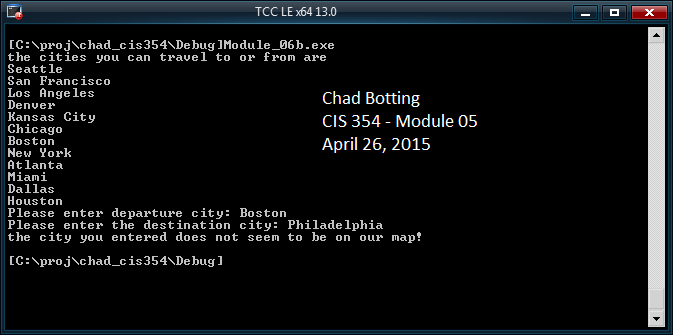 TCC LE x64 13.0
[C:\proj\chad_cis354\Debug]Module_06b.exe
the cities you can travel to or from are
Seattle
San Francisco
Los Angeles
Denver
Kansas City
Chicago
Boston
New York
Atlanta
Miami
Dallas
Houston
Please enter departure city: Boston
Please enter the destination city: Philadelphia
the city you entered does not seem to be on our map!
[C:\proj\chad_cis354\Debug]
Chad Botting
CIS 354 - Module 05
April 26, 2015